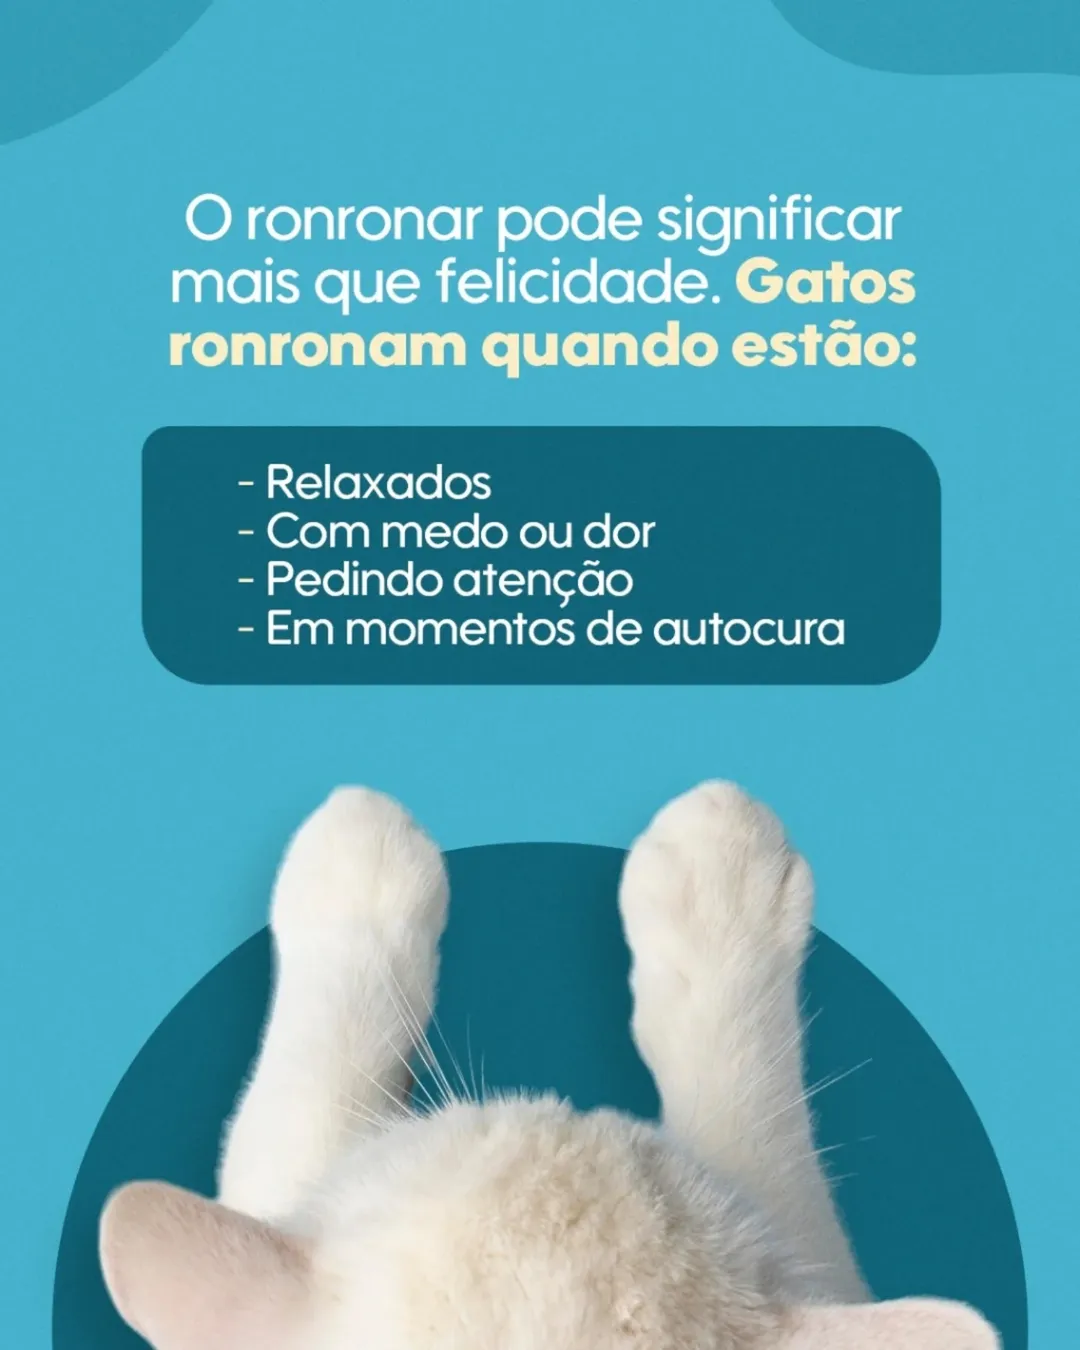 O ronronar pode significar
mais que felicidade. Gatos
ronronam quando estão:
- Relaxados
- Com medo ou dor
- Pedindo atenção
- Em momentos de autocura